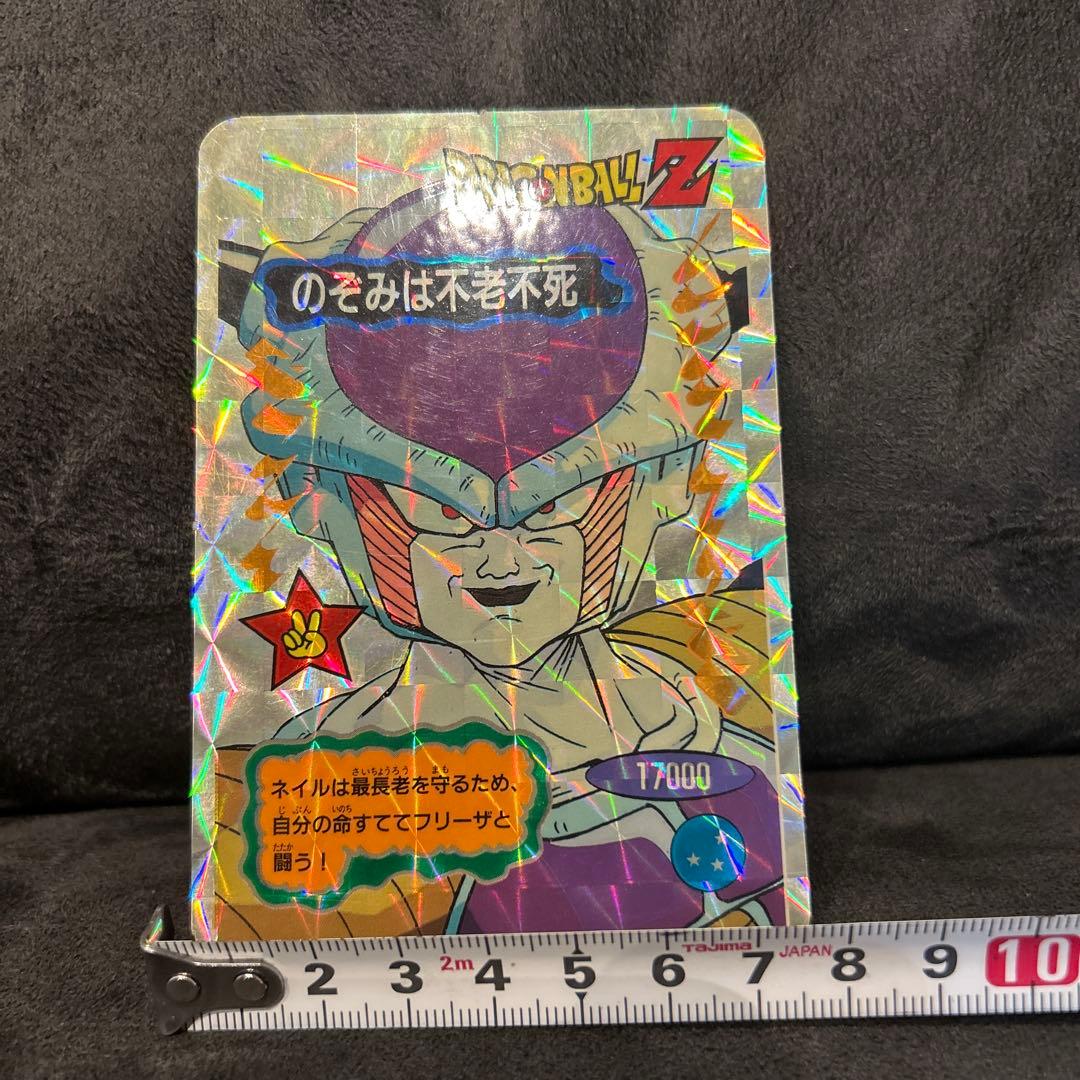 DRAGONBALL Z
のぞみは不老不死
ネイルは最長老を守るため、
自分の命すててフリーザと
闘う！
17000
2 2m 3 4 5 6 Tajima 7 JAPAN 8 9 10